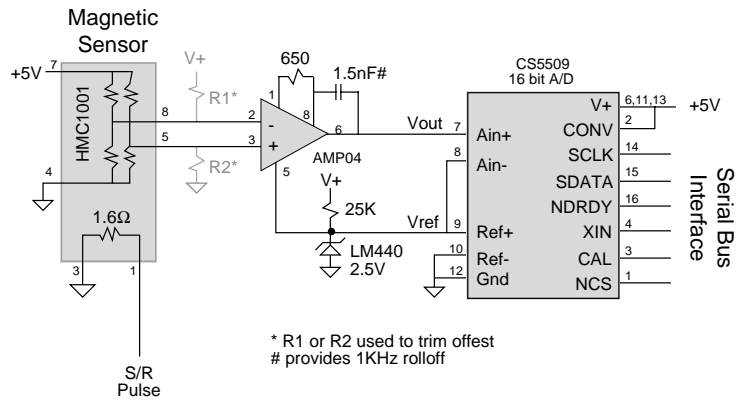 Magnetic
Sensor
CS5509
16 bit A/D
650
1.5nF#
V+
R1*
R2*
+5V
7
HMC1001
8
5
4
1
8
2
-
3
+
6
5
AMP04
V+
25K
LM440
2.5V
Vout
Vref
7
Ain+
8
Ain-
9
Ref+
10
Ref-
12
Gnd
V+
6,11,13
+5V
CONV
2
SCLK
14
SDATA
15
NDRDY
16
XIN
4
CAL
3
NCS
1
Serial Bus
Interface
1.6Ω
3
1
S/R
Pulse
* R1 or R2 used to trim offest
# provides 1KHz rolloff